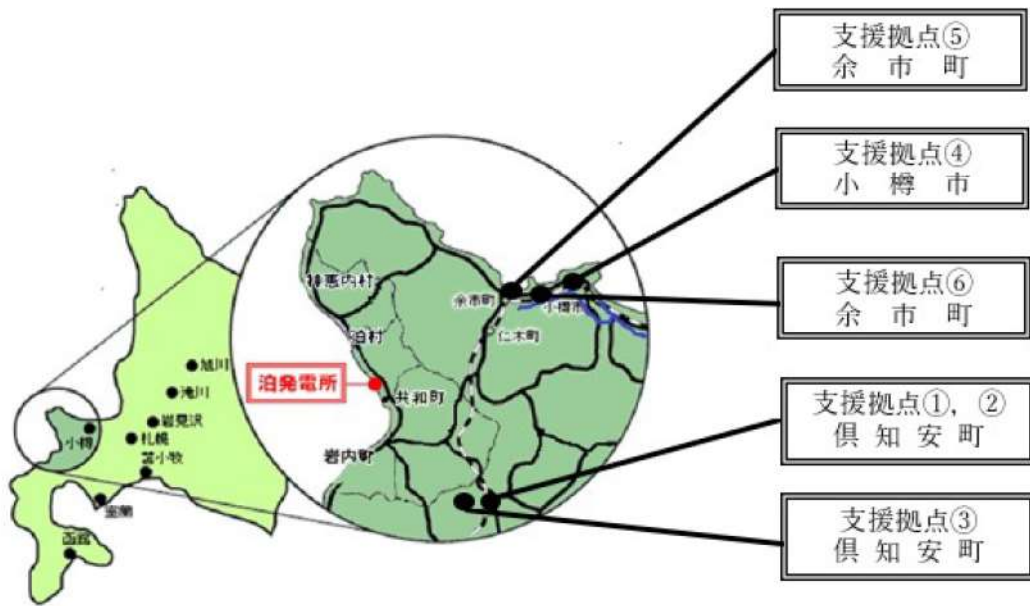 支援拠点⑤
余市町
支援拠点④
小樽市
支援拠点⑥
余市町
支援拠点①，②
倶知安町
支援拠点③
倶知安町
神恵内村
泊村
泊発電所
共和町
岩内町
余市町
小樽市
仁木町
旭川
滝川
岩見沢
札幌
苫小牧
小樽
室蘭
函館